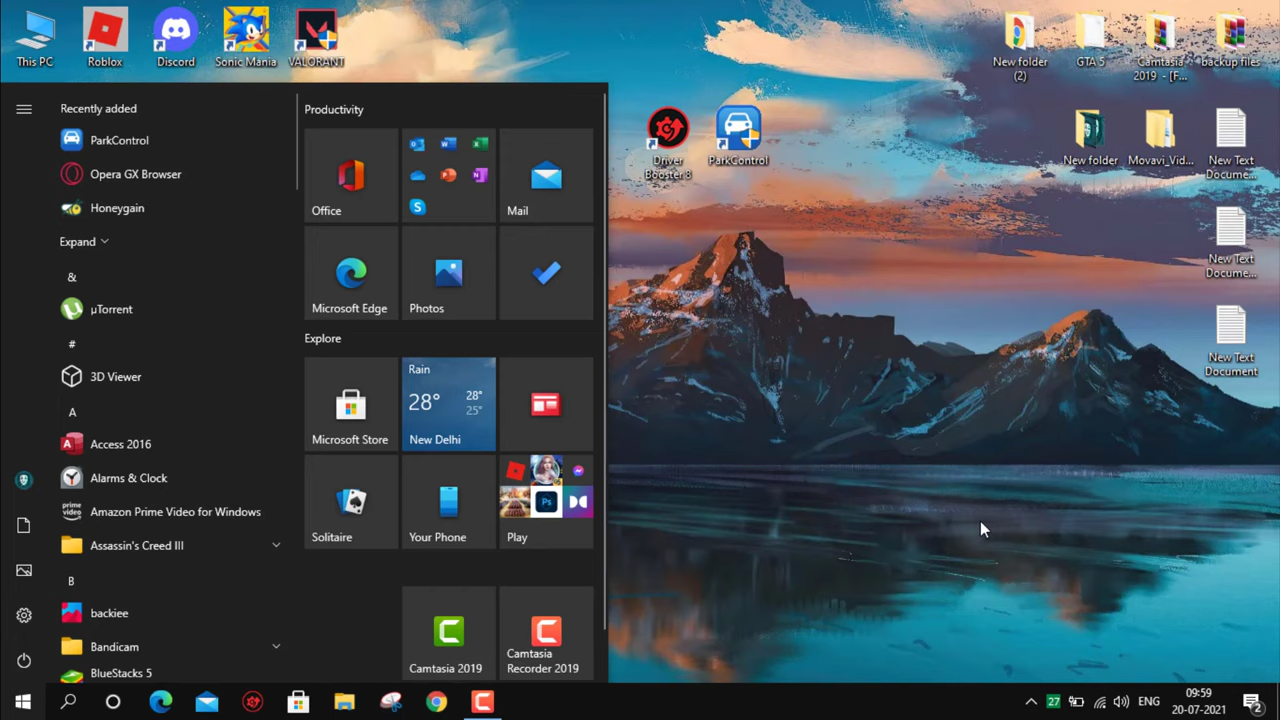 This PC
Roblox
Discord
Sonic Mania
VALORANT
New folder
(2)
GTA 5
Camtasia
2019 - [F...
backup files
Driver
Booster 8
ParkControl
New folder
Movavi_Vid...
New Text
Docume...
New Text
Docume...
New Text
Document
Recently added
ParkControl
Opera GX Browser
Honeygain
Expand
&
µTorrent
#
3D Viewer
A
Access 2016
Alarms & Clock
prime
video
Amazon Prime Video for Windows
Assassin's Creed III
B
backiee
Bandicam
BlueStacks 5
Productivity
Office
Mail
Microsoft Edge
Photos
Explore
Microsoft Store
Rain
28°
28°
25°
New Delhi
Solitaire
Your Phone
Ps
Play
Camtasia 2019
Camtasia
Recorder 2019
27
ENG
09:59
20-07-2021
2